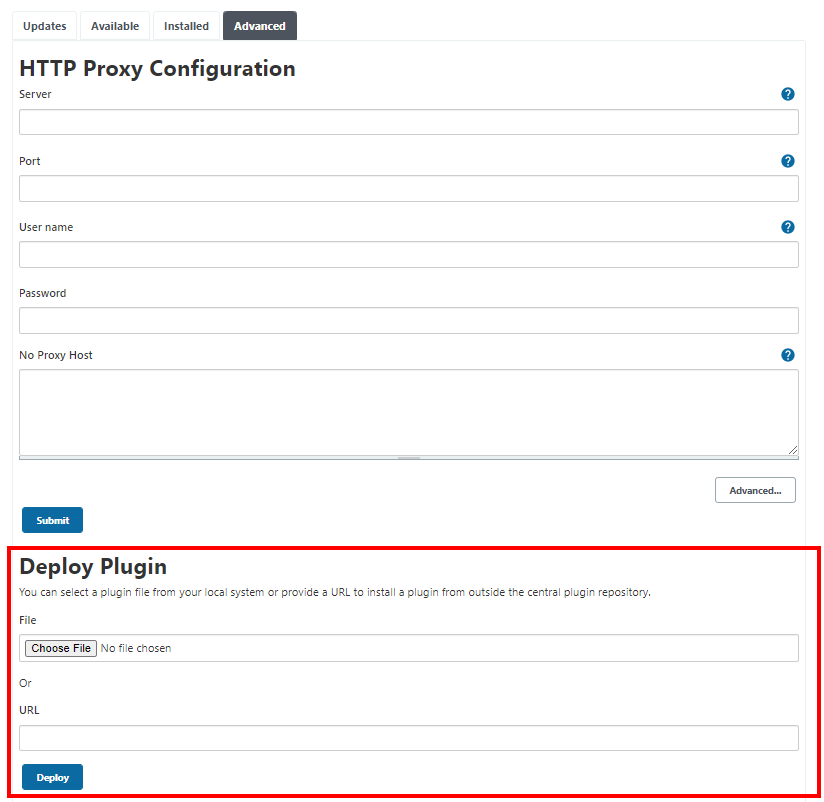 Updates Available Installed Advanced
HTTP Proxy Configuration
Server ?
Port ?
User name ?
Password
No Proxy Host ?
Advanced...
Submit
Deploy Plugin
You can select a plugin file from your local system or provide a URL to install a plugin from outside the central plugin repository.
File
Choose File No file chosen
Or
URL
Deploy